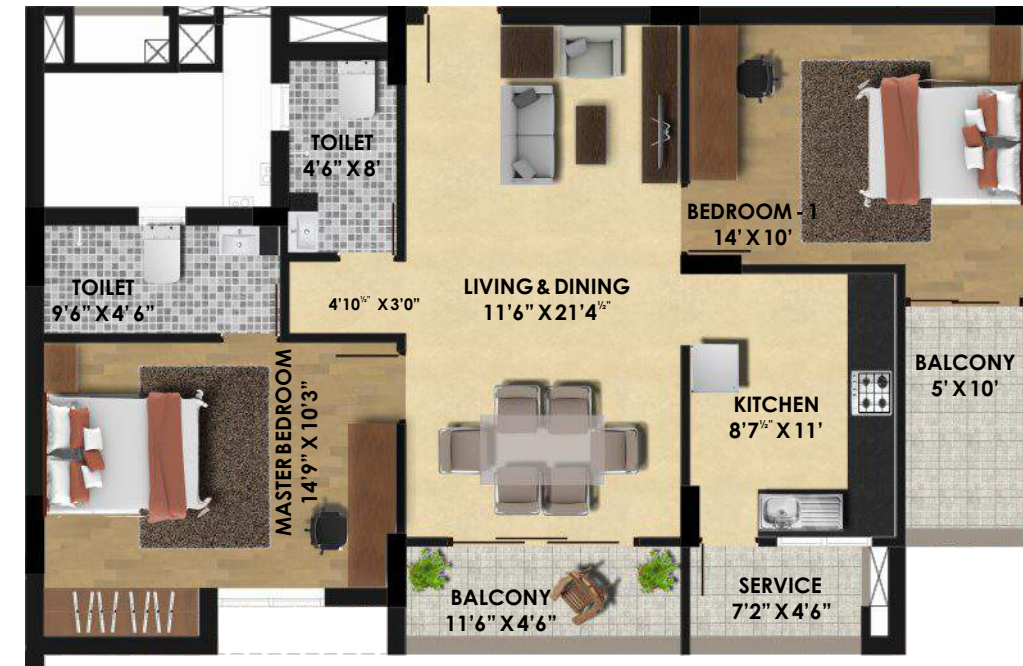 TOILET
4'6" X 8'
BEDROOM - 1
14' X 10'
TOILET
9'6" X 4'6"
4'10½" X 3'0"
LIVING & DINING
11'6" X 21'4½"
BALCONY
5' X 10'
MASTER BEDROOM
14'9" X 10'3"
KITCHEN
8'7½" X 11'
BALCONY
11'6" X 4'6"
SERVICE
7'2" X 4'6"